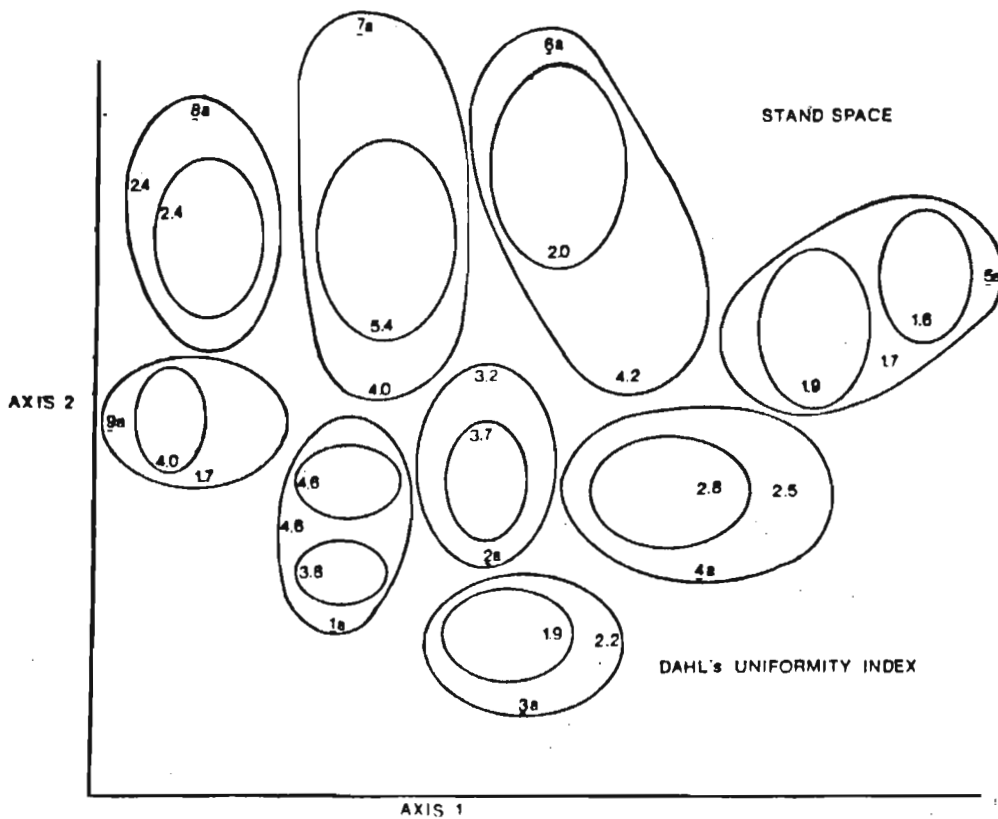 7a
6a
STAND SPACE
8a
2.4
2.4
2.0
5a
5.4
1.6
1.7
1.9
4.0
4.2
3.2
AXIS 2
9a
3.7
4.0
1.7
4.6
2.8
2.5
4.6
2a
3.8
4a
1a
1.9
2.2
DAHL's UNIFORMITY INDEX
3a
AXIS 1